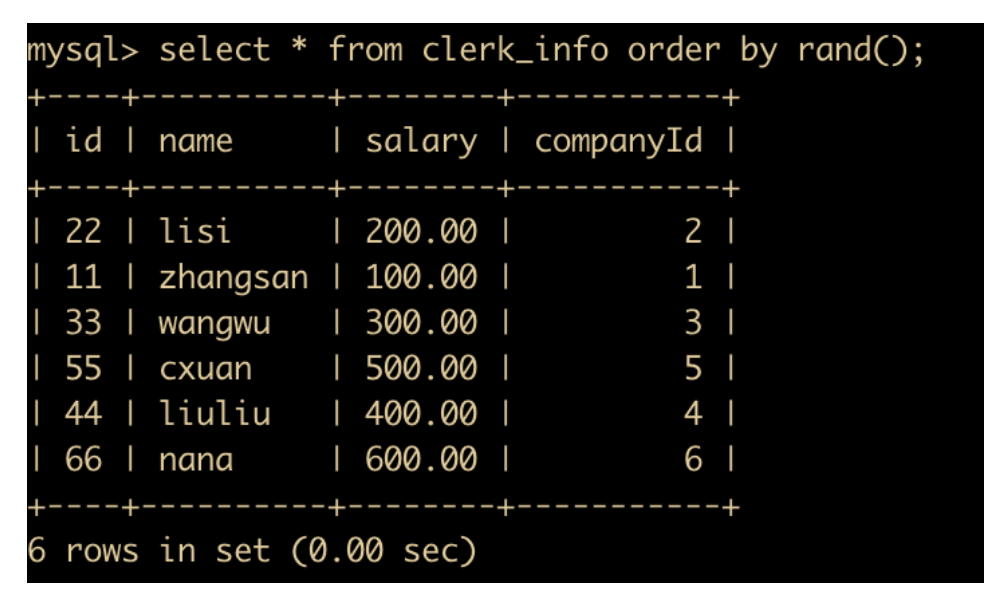 mysql> select * from clerk_info order by rand();
+----+----------+--------+-----------+
| id | name     | salary | companyId |
+----+----------+--------+-----------+
| 22 | lisi     | 200.00 |         2 |
| 11 | zhangsan | 100.00 |         1 |
| 33 | wangwu   | 300.00 |         3 |
| 55 | cxuan    | 500.00 |         5 |
| 44 | liuliu   | 400.00 |         4 |
| 66 | nana     | 600.00 |         6 |
+----+----------+--------+-----------+
6 rows in set (0.00 sec)